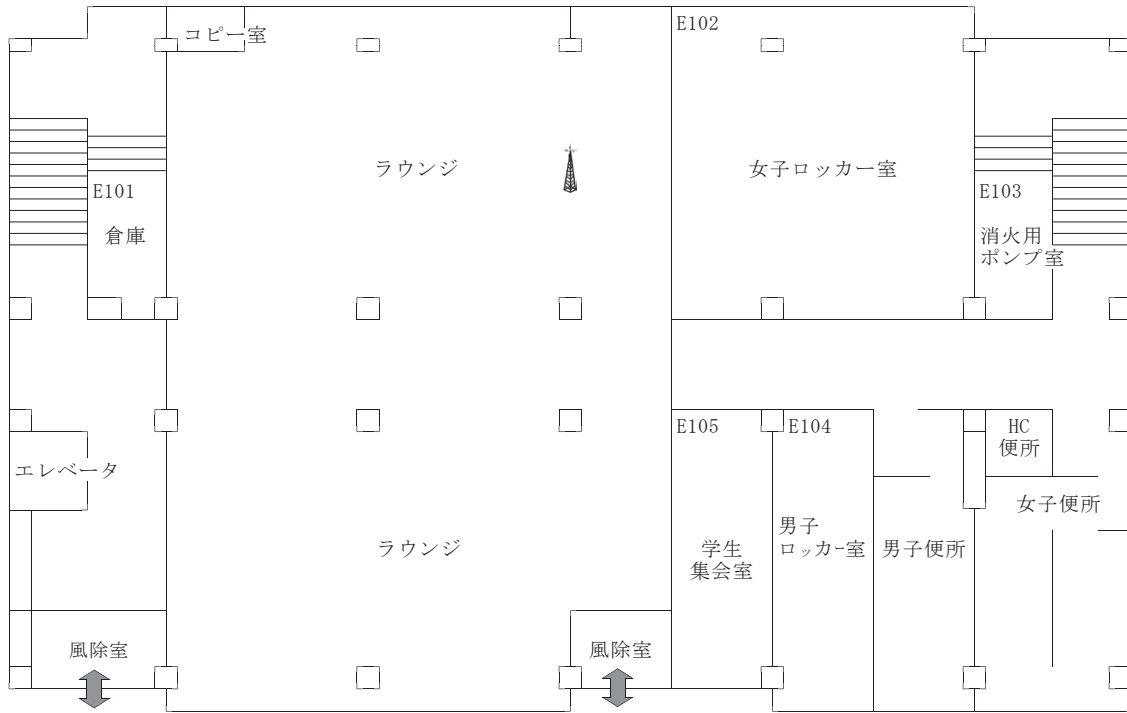 コピー室
E102
ラウンジ
女子ロッカー室
E101
倉庫
E103
消火用
ポンプ室
E105
E104
HC
便所
エレベータ
女子便所
ラウンジ
学生
集会室
男子
ロッカー室
男子便所
風除室
風除室